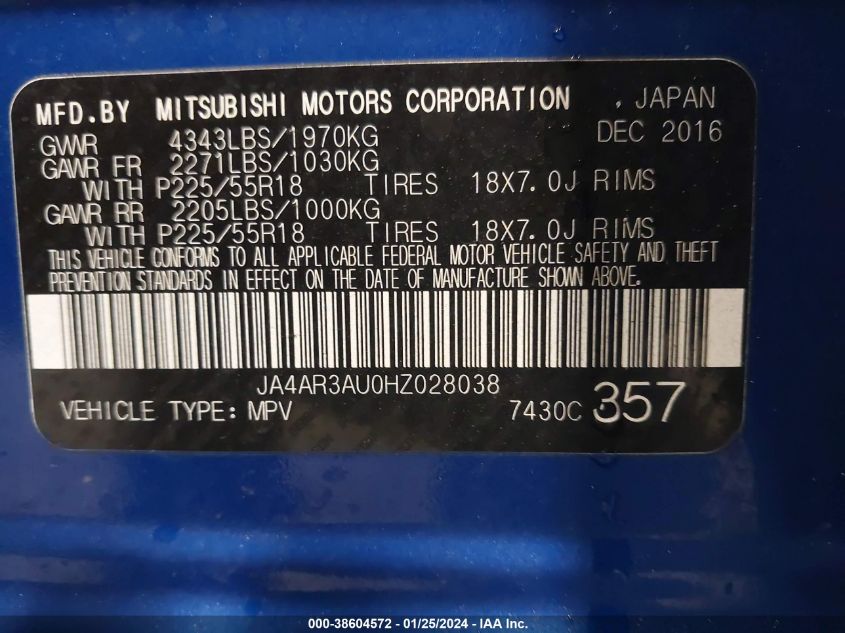 MFD.BY MITSUBISHI MOTORS CORPORATION , JAPAN
GVWR 4343LBS/1970KG DEC 2016
GAWR FR 2271LBS/1030KG
WITH P225/55R18 TIRES 18X7.0J RIMS
GAWR RR 2205LBS/1000KG
WITH P225/55R18 TIRES 18X7.0J RIMS
THIS VEHICLE CONFORMS TO ALL APPLICABLE FEDERAL MOTOR VEHICLE SAFETY AND THEFT
PREVENTION STANDARDS IN EFFECT ON THE DATE OF MANUFACTURE SHOWN ABOVE.
JA4AR3AU0HZ028038
VEHICLE TYPE: MPV 7430C 357
000-38604572 — 01/25/2024 — IAA Inc.